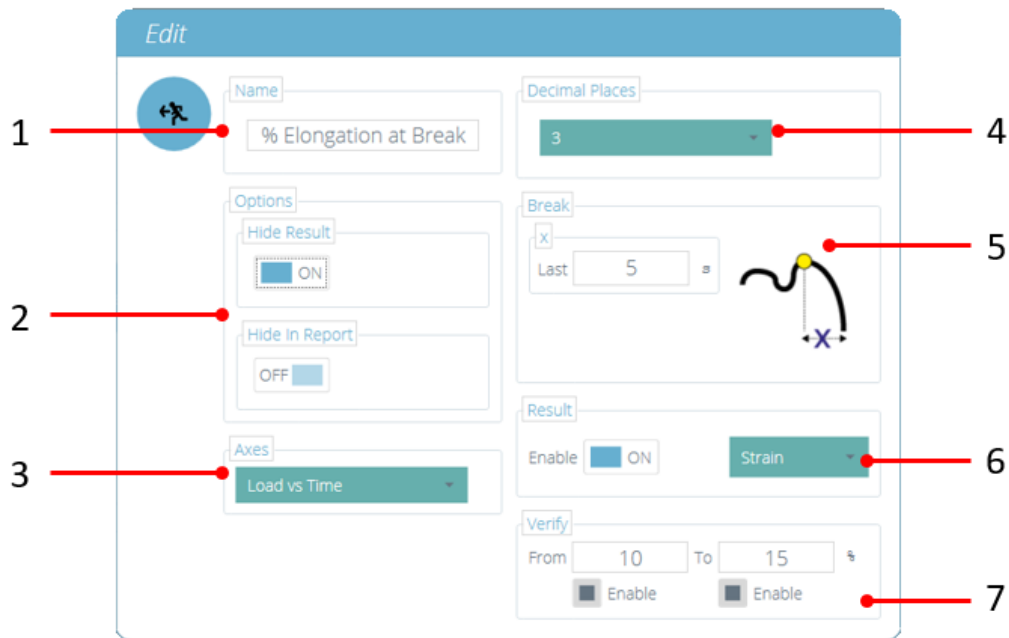 Edit
1
Name
% Elongation at Break
Decimal Places
3
4
2
Options
Hide Result
ON
Hide In Report
OFF
Break
x
Last 5 s
X
5
3
Axes
Load vs Time
Result
Enable ON Strain
6
Verify
From 10 To 15 %
Enable Enable
7